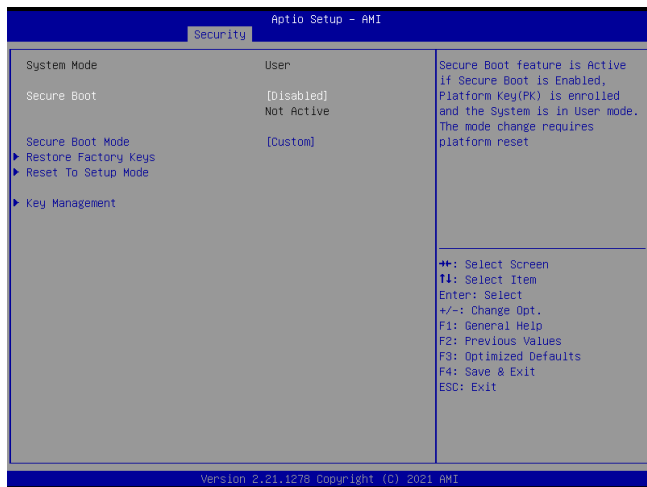 Aptio Setup – AMI
Security
System Mode User
Secure Boot [Disabled]
Not Active
Secure Boot Mode [Custom]
Restore Factory Keys
Reset To Setup Mode
Key Management
Secure Boot feature is Active
if Secure Boot is Enabled,
Platform Key(PK) is enrolled
and the System is in User mode.
The mode change requires
platform reset
→←: Select Screen
↑↓: Select Item
Enter: Select
+/-: Change Opt.
F1: General Help
F2: Previous Values
F3: Optimized Defaults
F4: Save & Exit
ESC: Exit
Version 2.21.1278 Copyright (C) 2021 AMI